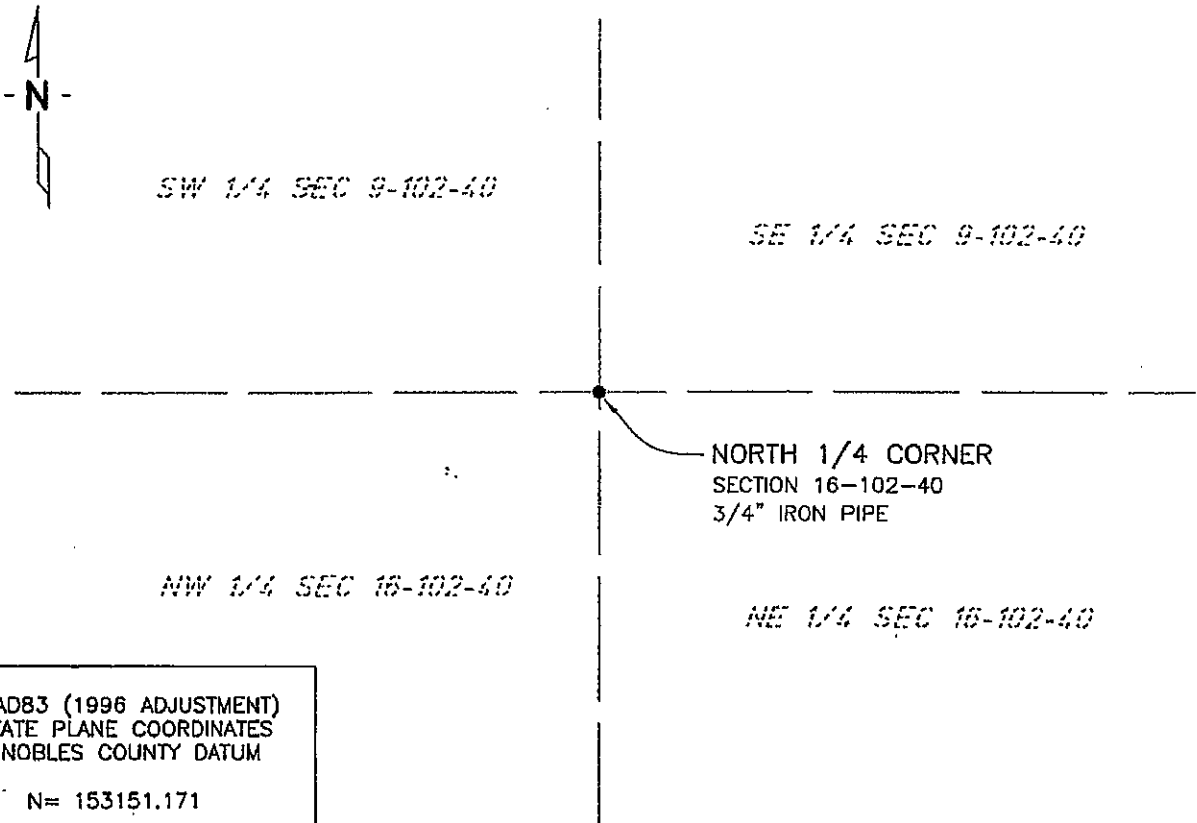 - N -
SW 1/4 SEC 9-102-40
SE 1/4 SEC 9-102-40
NORTH 1/4 CORNER
SECTION 16-102-40
3/4" IRON PIPE
NW 1/4 SEC 16-102-40
NE 1/4 SEC 16-102-40
AD83 (1996 ADJUSTMENT)
ATE PLANE COORDINATES
NOBLES COUNTY DATUM
N= 153151.171